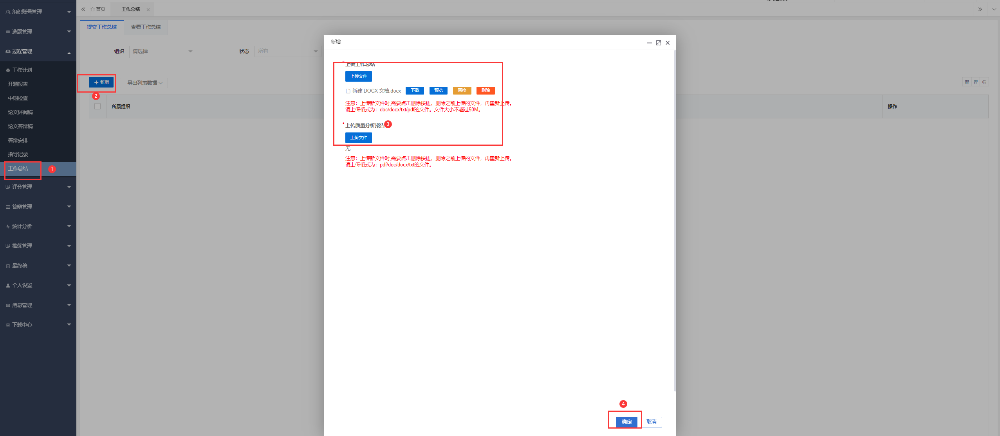 组织账号管理
选题管理
过程管理
工作计划
开题报告
中期检查
论文评阅稿
论文答辩稿
答辩安排
指导记录
工作总结
1
评分管理
答辩管理
统计分析
推优管理
最终稿
个人设置
消息管理
下载中心
首页
工作总结
提交工作总结
查看工作总结
组织
请选择
状态
所有
新增
2
导出列表数据
所属组织
操作
新增
*上传工作总结
上传文件
新建 DOCX 文档.docx
下载
预览
替换
删除
注意：上传新文件时,需要点击删除按钮，删除之前上传的文件，再重新上传。
请上传格式为：doc/docx/txt/pdf的文件。文件大小不超过50M。
*上传质量分析报告
3
上传文件
无
注意：上传新文件时,需要点击删除按钮，删除之前上传的文件，再重新上传。
请上传格式为：pdf/doc/docx/txt的文件。
4
确定
取消